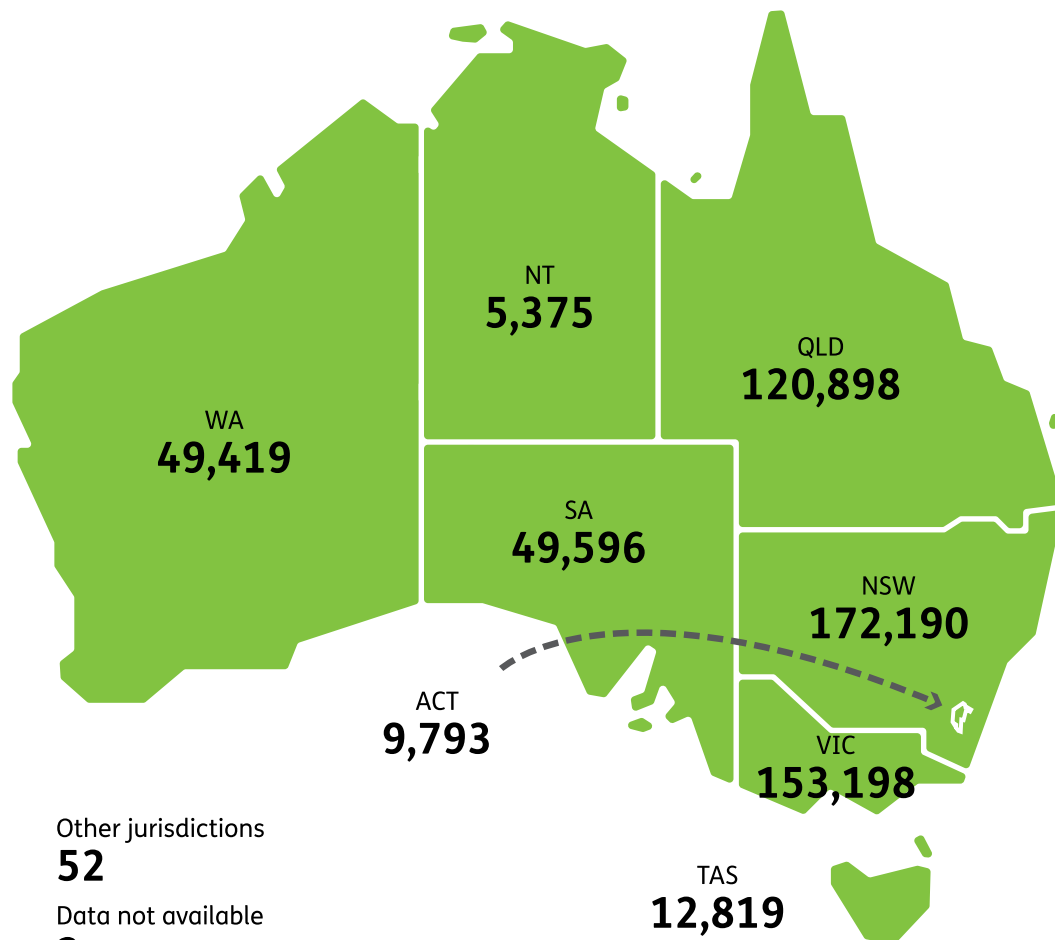 NT
5,375
QLD
120,898
WA
49,419
SA
49,596
NSW
172,190
ACT
9,793
VIC
153,198
Other jurisdictions
52
TAS
12,819
Data not available